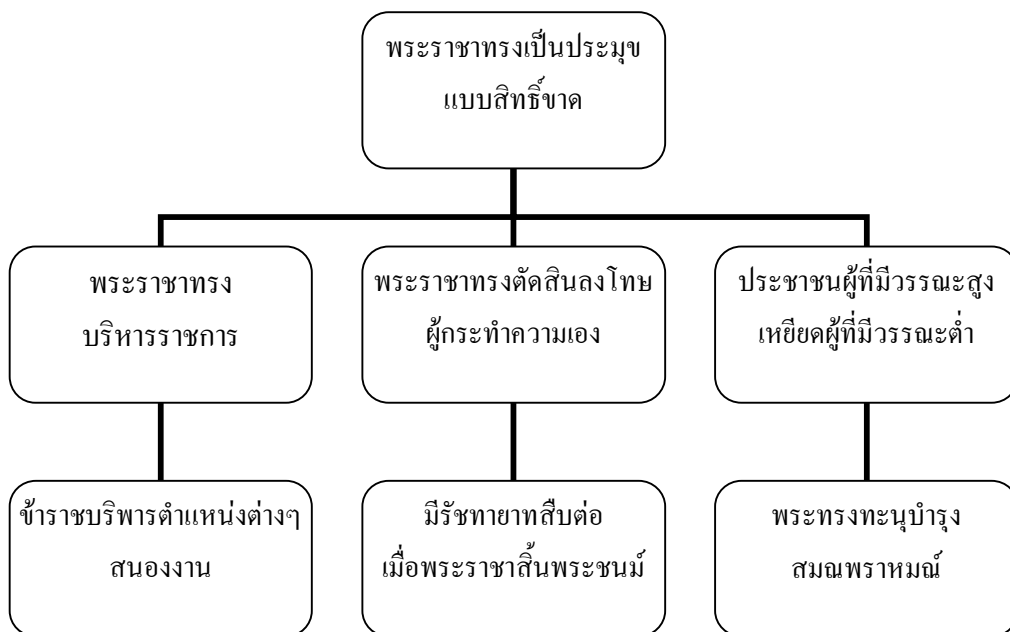 พระราชาทรงเป็นประมุข
แบบสิทธิ์ขาด
พระราชาทรง
บริหารราชการ
พระราชาทรงตัดสินลงโทษ
ผู้กระทำความเอง
ประชาชนผู้ที่มีวรรณะสูง
เหยียดผู้ที่มีวรรณะต่ำ
ข้าราชบริพารตำแหน่งต่างๆ
สนองงาน
มีรัชทายาทสืบต่อ
เมื่อพระราชาสิ้นพระชนม์
พระทรงทะนุบำรุง
สมณพราหมณ์